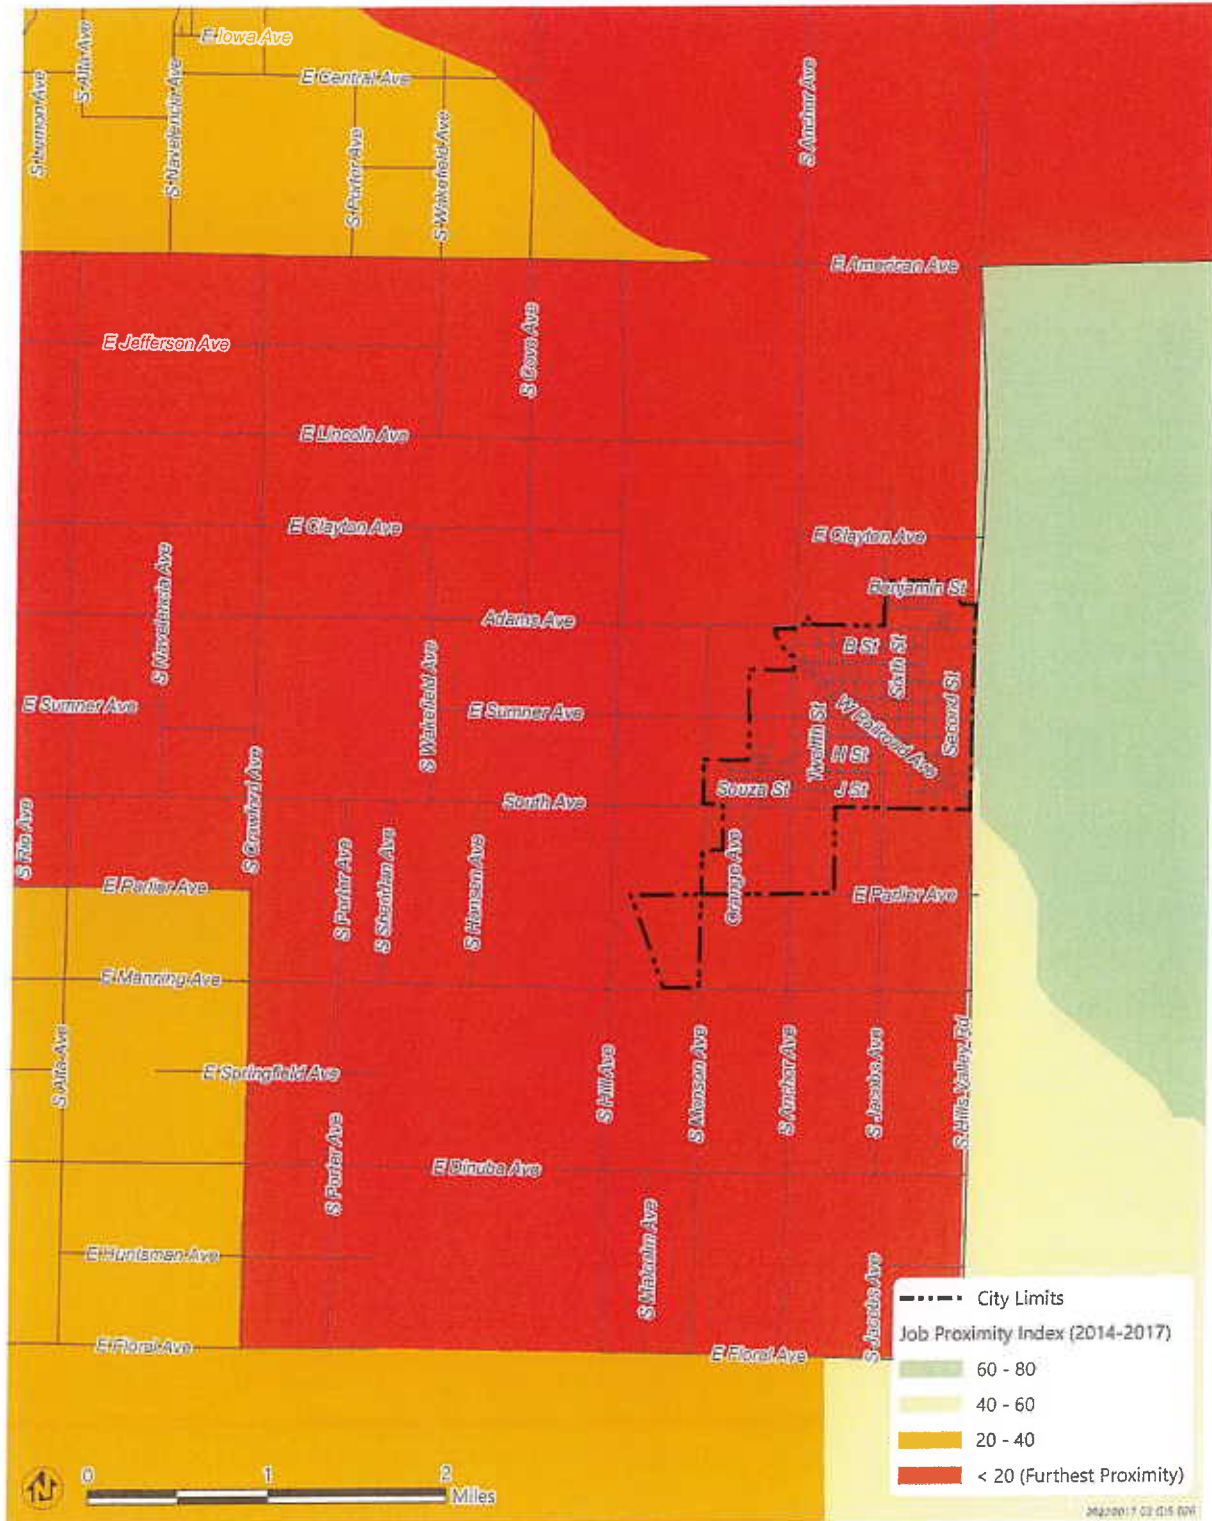 E Iowa Ave
E Central Ave
S Alta Ave
S Lemon Ave
S Navelencia Ave
S Porter Ave
S Wakefield Ave
S Anchor Ave
E American Ave
E Jefferson Ave
S Cove Ave
E Lincoln Ave
E Clayton Ave
E Clayton Ave
S Navelencia Ave
Benjamin St
Adams Ave
B St
Sixth St
S Wakefield Ave
E Sumner Ave
E Sumner Ave
Second St
W Railroad Ave
Twelfth St
H St
S Crawford Ave
Souza St
J St
South Ave
S Rio Ave
S Porter Ave
S Sheridan Ave
S Hansen Ave
Orange Ave
E Parlier Ave
E Parlier Ave
E Manning Ave
S Alta Ave
E Springfield Ave
S Hill Ave
S Monson Ave
S Anchor Ave
S Jacobs Ave
S Hills Valley Rd
S Porter Ave
E Dinuba Ave
S Malcolm Ave
E Huntsman Ave
S Jacobs Ave
E Floral Ave
E Floral Ave
City Limits
Job Proximity Index (2014-2017)
60 - 80
40 - 60
20 - 40
< 20 (Furthest Proximity)
N
0 1 2
Miles